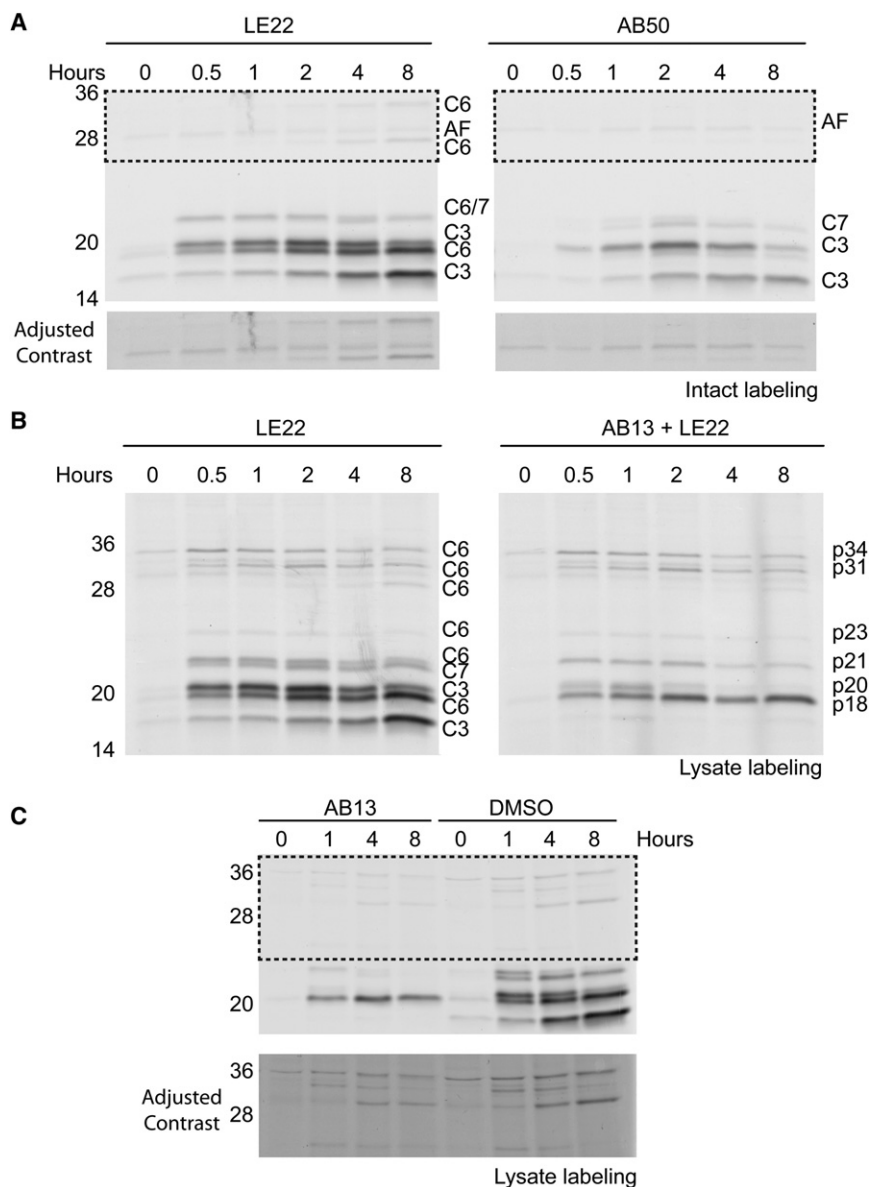 A
LE22 AB50
Hours 0 0.5 1 2 4 8 0 0.5 1 2 4 8
36
C6
AF AF
28 C6
C6/7
C7
C3
20 C6 C3
C3 C3
14
Adjusted
Contrast
Intact labeling
B
LE22 AB13 + LE22
Hours 0 0.5 1 2 4 8 0 0.5 1 2 4 8
36 C6 p34
C6 p31
28 C6
C6 p23
C6 p21
C7
C3 p20
20 C6 p18
C3
14
Lysate labeling
C
AB13 DMSO
0 1 4 8 0 1 4 8 Hours
36
28
20
36
Adjusted
Contrast
28
Lysate labeling